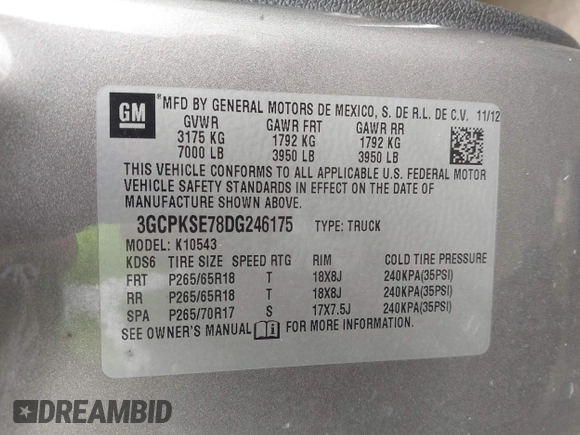 GM
®MFD BY GENERAL MOTORS DE MEXICO, S. DE R.L. DE C.V. 11/12
GVWR GAWR FRT GAWR RR
3175 KG 1792 KG 1792 KG
7000 LB 3950 LB 3950 LB
THIS VEHICLE CONFORMS TO ALL APPLICABLE U.S. FEDERAL MOTOR
VEHICLE SAFETY STANDARDS IN EFFECT ON THE DATE OF
MANUFACTURE SHOWN ABOVE.
3GCPKSE78DG246175 TYPE: TRUCK
MODEL: K10543
KDS6 TIRE SIZE SPEED RTG RIM COLD TIRE PRESSURE
FRT P265/65R18 T 18X8J 240KPA(35PSI)
RR P265/65R18 T 18X8J 240KPA(35PSI)
SPA P265/70R17 S 17X7.5J 240KPA(35PSI)
SEE OWNER'S MANUAL FOR MORE INFORMATION.
DREAMBID